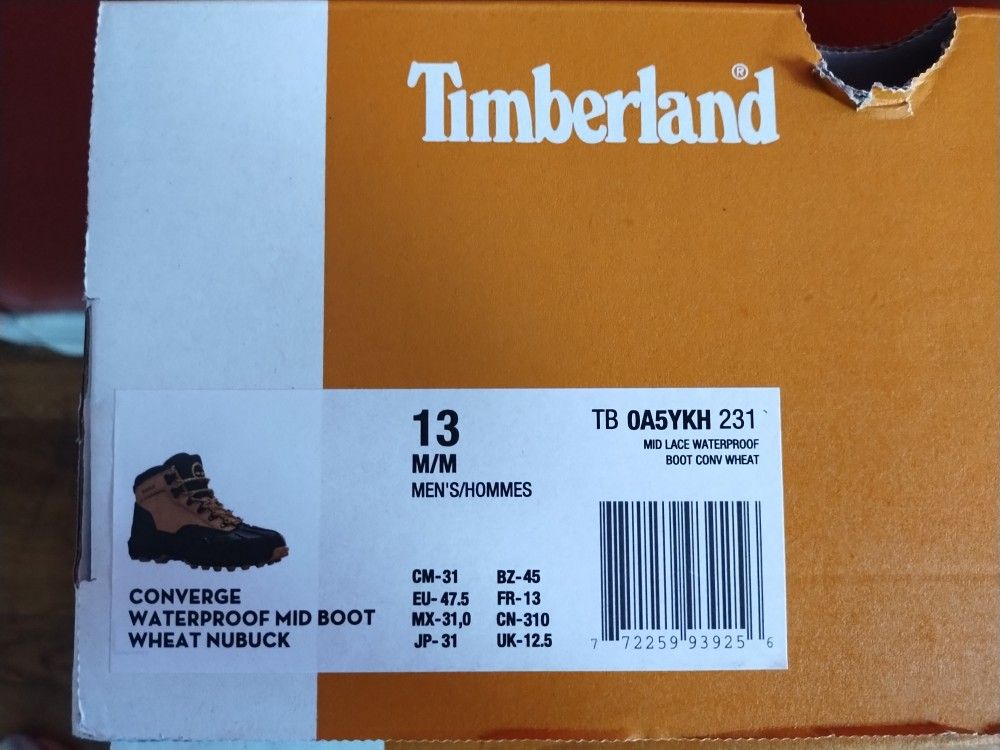 Timberland®
13
M/M
MEN'S/HOMMES
TB 0A5YKH 231
MID LACE WATERPROOF
BOOT CONV WHEAT
CONVERGE
WATERPROOF MID BOOT
WHEAT NUBUCK
CM-31 BZ-45
EU-47.5 FR-13
MX-31,0 CN-310
JP-31 UK-12.5
7 72259 93925 6